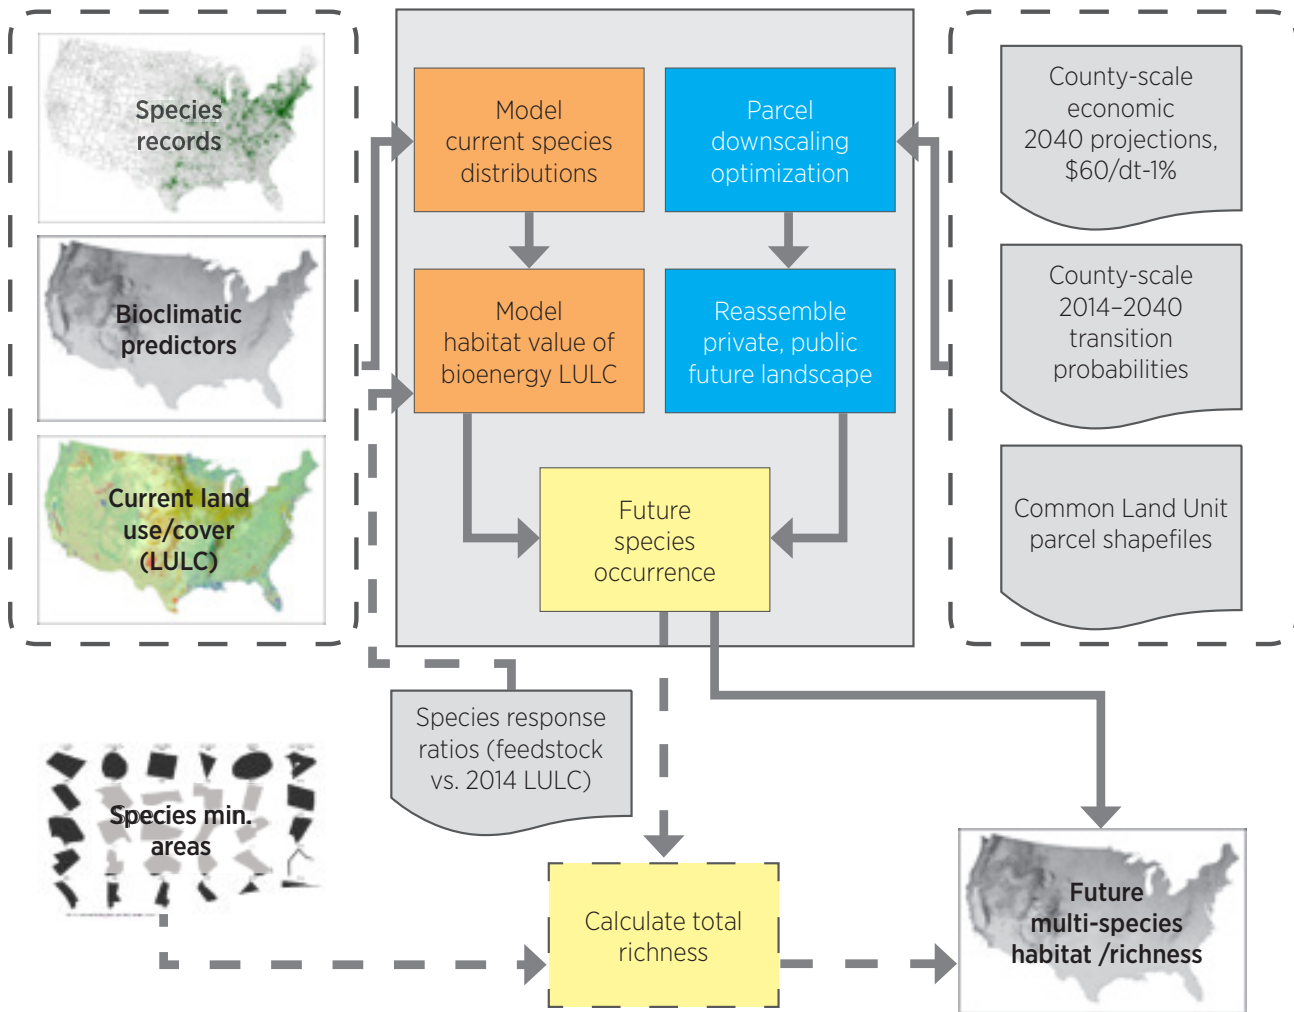 Species
records
Bioclimatic
predictors
Current land
use/cover
(LULC)
Model
current species
distributions
Parcel
downscaling
optimization
Model
habitat value of
bioenergy LULC
Reassemble
private, public
future landscape
Future
species
occurrence
County-scale
economic
2040 projections,
$60/dt-1%
County-scale
2014–2040
transition
probabilities
Common Land Unit
parcel shapefiles
Species response
ratios (feedstock
vs. 2014 LULC)
Species min.
areas
Calculate total
richness
Future
multi-species
habitat /richness